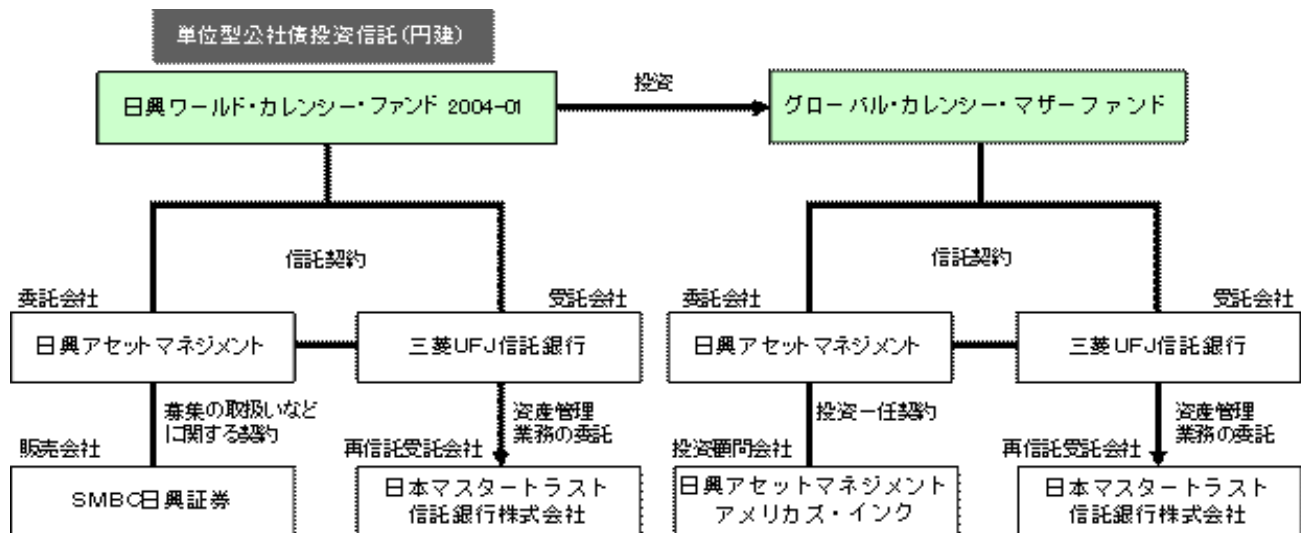 単位型公社債投資信託(円建)
日興ワールド・カレンシー・ファンド 2004-01
投資
グローバル・カレンシー・マザーファンド
信託契約
信託契約
委託会社
受託会社
委託会社
受託会社
日興アセットマネジメント
三菱UFJ信託銀行
日興アセットマネジメント
三菱UFJ信託銀行
募集の取扱いなど
に関する契約
資産管理
業務の委託
投資一任契約
資産管理
業務の委託
販売会社
再信託受託会社
投資顧問会社
再信託受託会社
SMBC日興証券
日本マスタートラスト
信託銀行株式会社
日興アセットマネジメント
アメリカズ・インク
日本マスタートラスト
信託銀行株式会社